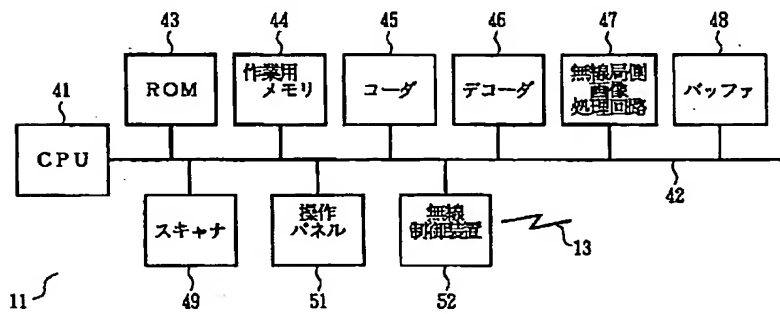 43
44
45
46
47
48
41
ROM
作業用
メモリ
コーダ
デコーダ
無線局側
画像
処理回路
バッファ
CPU
42
スキャナ
操作
パネル
無線
制御装置
13
11
49
51
52